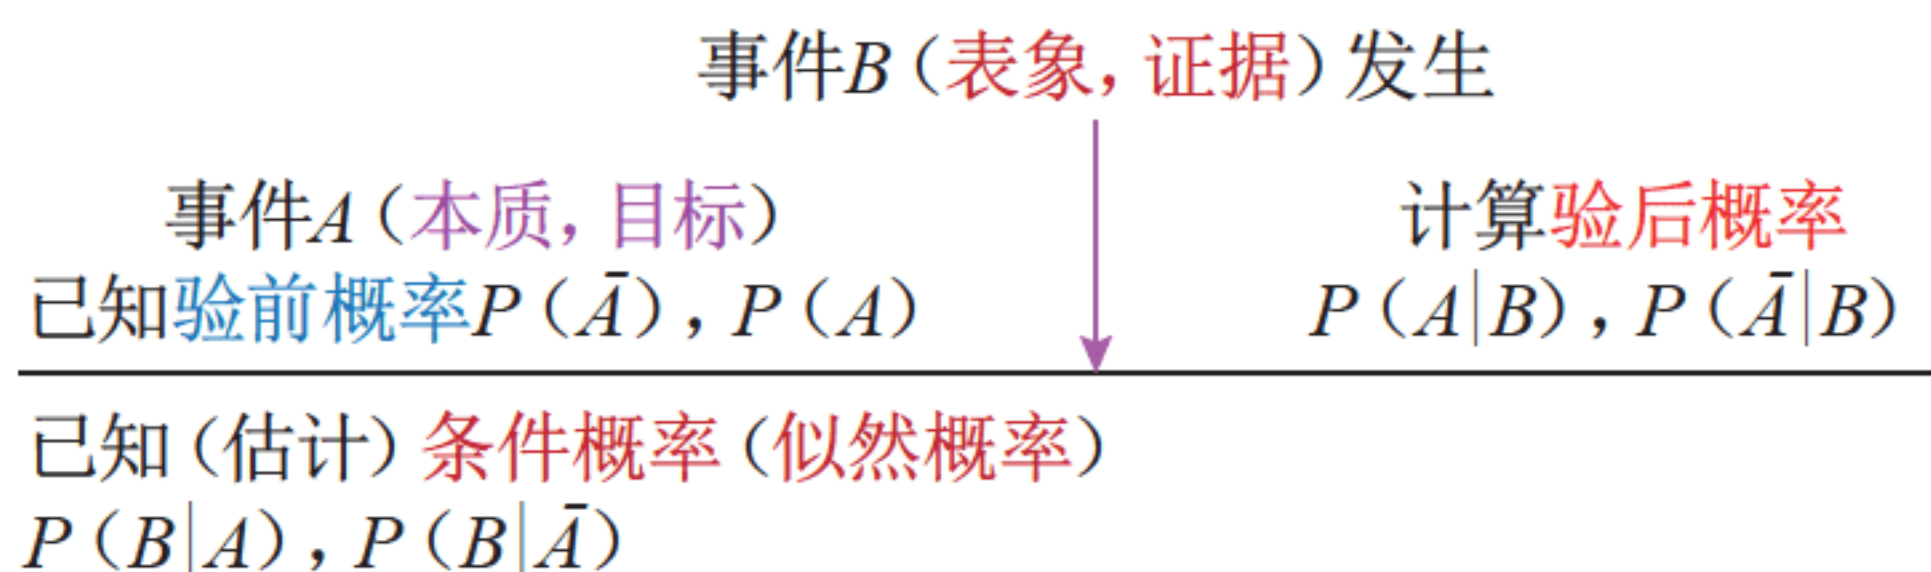 事件B（表象，证据）发生
事件A（本质，目标）
已知验前概率P（Ā），P（A）
计算验后概率
P（A|B），P（Ā|B）
已知（估计）条件概率（似然概率）
P（B|A），P（B|Ā）